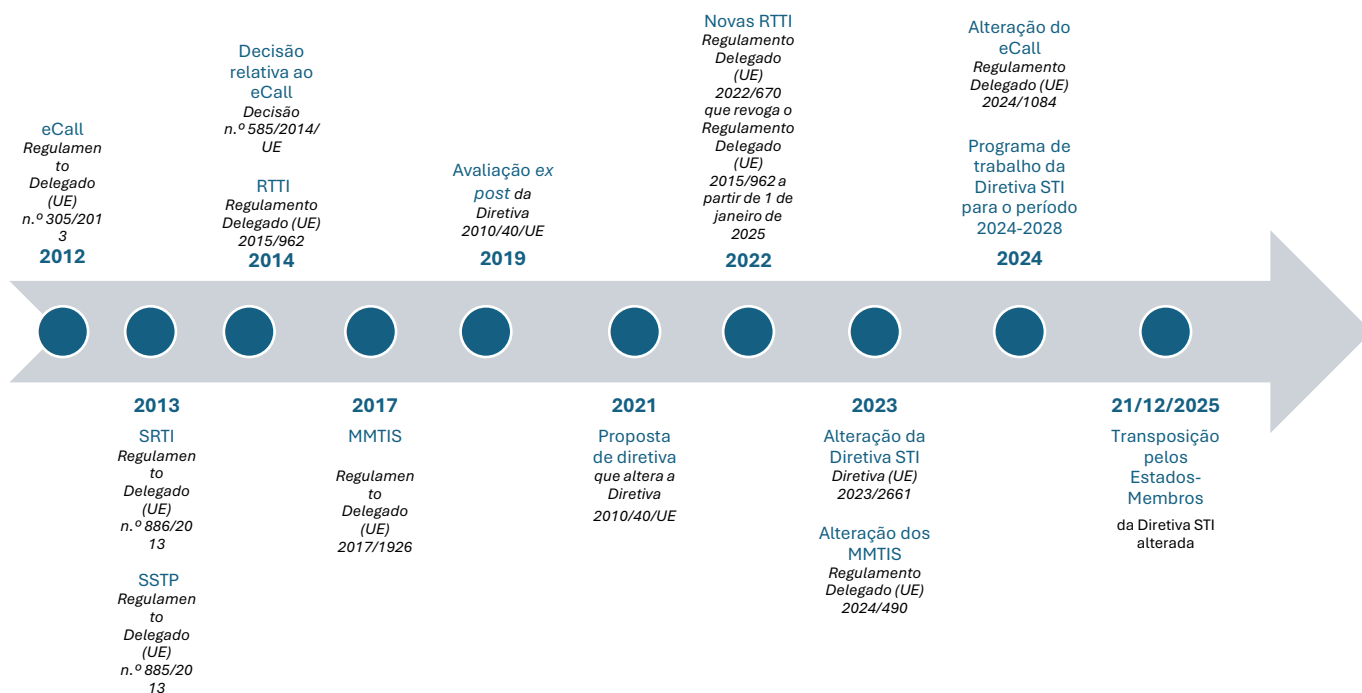 eCall
Regulamen
to
Delegado
(UE)
n.º 305/201
3
2012
Decisão
relativa ao
eCall
Decisão
n.º 585/2014/
UE
RTTI
Regulamento
Delegado (UE)
2015/962
2014
Avaliação ex
post da
Diretiva
2010/40/UE
2019
Novas RTTI
Regulamento
Delegado
(UE)
2022/670
que revoga o
Regulamento
Delegado
(UE)
2015/962 a
partir de 1 de
janeiro de
2025
2022
Alteração do
eCall
Regulamento
Delegado (UE)
2024/1084
Programa de
trabalho da
Diretiva STI
para o período
2024-2028
2024
2013
SRTI
Regulamen
to
Delegado
(UE)
n.º 886/20
13
SSTP
Regulamen
to
Delegado
(UE)
n.º 885/20
13
2017
MMTIS
Regulamen
to
Delegado
(UE)
2017/1926
2021
Proposta
de diretiva
que altera a
Diretiva
2010/40/UE
2023
Alteração da
Diretiva STI
Diretiva (UE)
2023/2661
Alteração dos
MMTIS
Regulamento
Delegado (UE)
2024/490
21/12/2025
Transposição
pelos
Estados-
Membros
da Diretiva STI
alterada